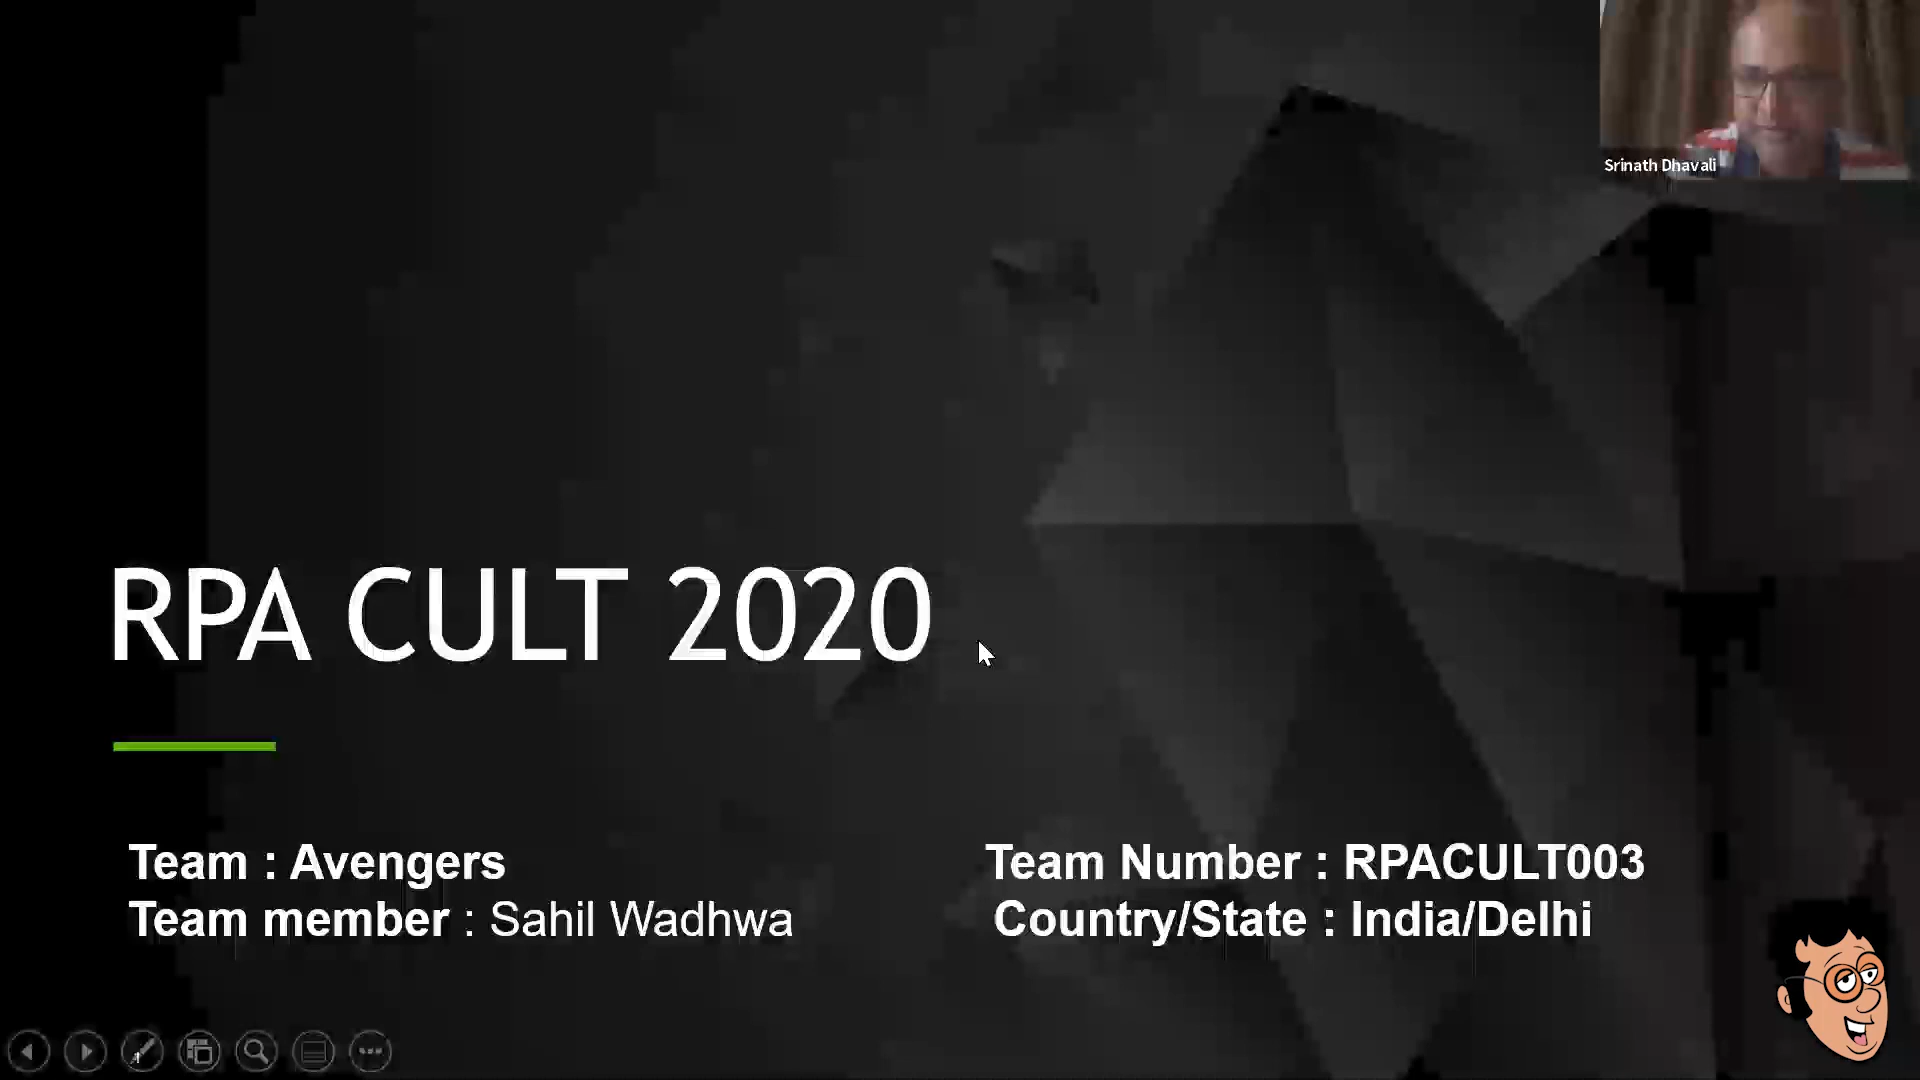 Srinath Dhavali
RPA CULT 2020
Team : Avengers
Team member : Sahil Wadhwa
Team Number : RPACULT003
Country/State : India/Delhi